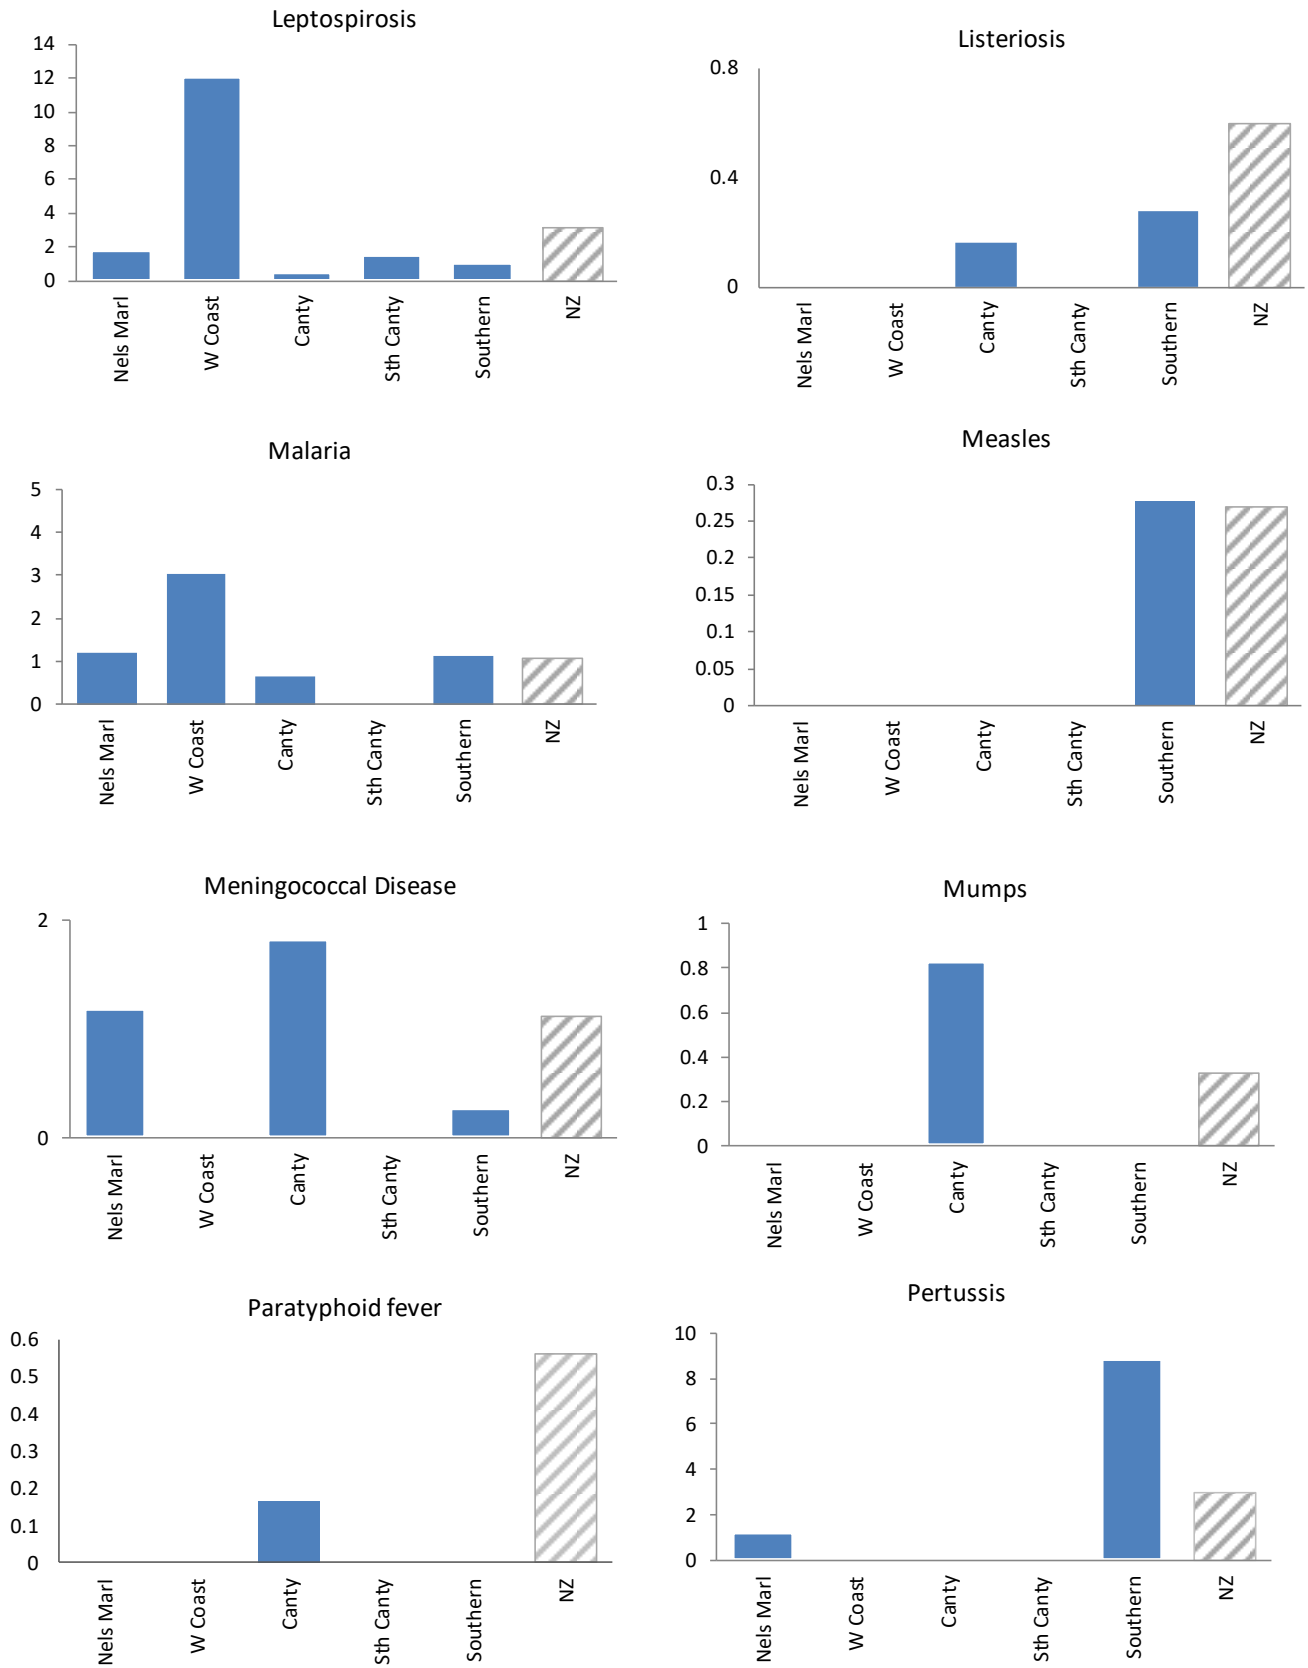 Leptospirosis
14
12
10
8
6
4
2
0
Nels Marl
W Coast
Canty
Sth Canty
Southern
NZ
Listeriosis
0.8
0.4
0
Nels Marl
W Coast
Canty
Sth Canty
Southern
NZ
Malaria
5
4
3
2
1
0
Nels Marl
W Coast
Canty
Sth Canty
Southern
NZ
Measles
0.3
0.25
0.2
0.15
0.1
0.05
0
Nels Marl
W Coast
Canty
Sth Canty
Southern
NZ
Meningococcal Disease
2
0
Nels Marl
W Coast
Canty
Sth Canty
Southern
NZ
Mumps
1
0.8
0.6
0.4
0.2
0
Nels Marl
W Coast
Canty
Sth Canty
Southern
NZ
Paratyphoid fever
0.6
0.5
0.4
0.3
0.2
0.1
0
Nels Marl
W Coast
Canty
Sth Canty
Southern
NZ
Pertussis
10
8
6
4
2
0
Nels Marl
W Coast
Canty
Sth Canty
Southern
NZ